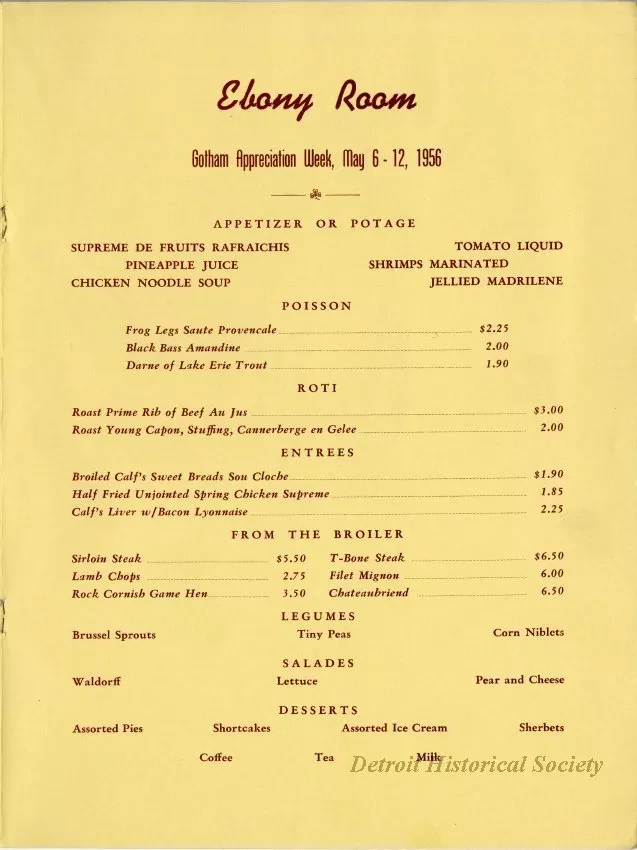 Ebony Room
Gotham Appreciation Week, May 6 - 12, 1956
APPETIZER OR POTAGE
SUPREME DE FRUITS RAFRAICHIS TOMATO LIQUID
PINEAPPLE JUICE SHRIMPS MARINATED
CHICKEN NOODLE SOUP JELLIED MADRILENE
POISSON
Frog Legs Saute Provencale $2.25
Black Bass Amandine 2.00
Darne of Lake Erie Trout 1.90
ROTI
Roast Prime Rib of Beef Au Jus $3.00
Roast Young Capon, Stuffing, Cannerberge en Gelee 2.00
ENTREES
Broiled Calf's Sweet Breads Sou Cloche $1.90
Half Fried Unjointed Spring Chicken Supreme 1.85
Calf's Liver w/Bacon Lyonnaise 2.25
FROM THE BROILER
Sirloin Steak $5.50 T-Bone Steak $6.50
Lamb Chops 2.75 Filet Mignon 6.00
Rock Cornish Game Hen 3.50 Chateaubriend 6.50
LEGUMES
Brussel Sprouts Tiny Peas Corn Niblets
SALADES
Waldorff Lettuce Pear and Cheese
DESSERTS
Assorted Pies Shortcakes Assorted Ice Cream Sherbets
Coffee Tea Milk
Detroit Historical Society